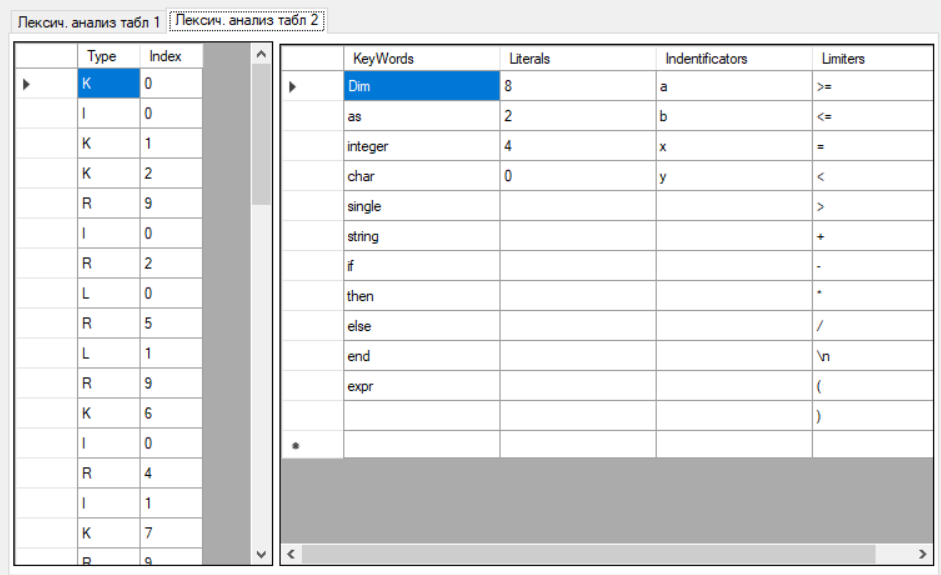 Лексич. анализ табл 1 Лексич. анализ табл 2
Type Index
K 0
I 0
K 1
K 2
R 9
I 0
R 2
L 0
R 5
L 1
R 9
K 6
I 0
R 4
I 1
K 7
R 9
KeyWords Literals Indentificators Limiters
Dim 8 a >=
as 2 b <=
integer 4 x =
char 0 y <
single >
string +
if -
then *
else /
end \n
expr (
)